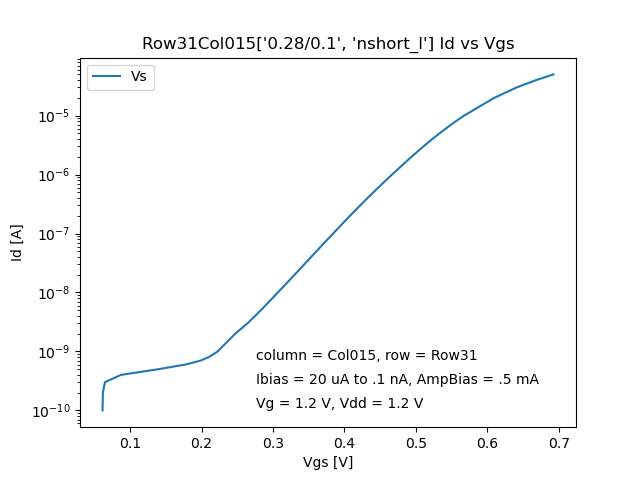 Row31Col015['0.28/0.1', 'nshort_l'] Id vs Vgs
Vs
10⁻⁵
10⁻⁶
10⁻⁷
10⁻⁸
10⁻⁹
10⁻¹⁰
Id [A]
column = Col015, row = Row31
Ibias = 20 uA to .1 nA, AmpBias = .5 mA
Vg = 1.2 V, Vdd = 1.2 V
0.1 0.2 0.3 0.4 0.5 0.6 0.7
Vgs [V]